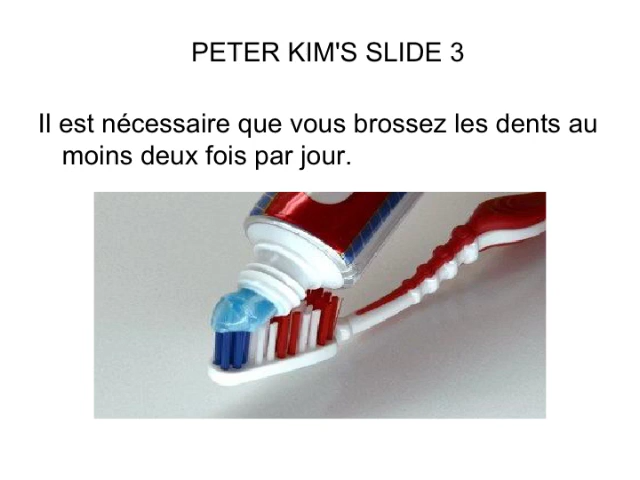 PETER KIM'S SLIDE 3
Il est nécessaire que vous brossez les dents au
moins deux fois par jour.